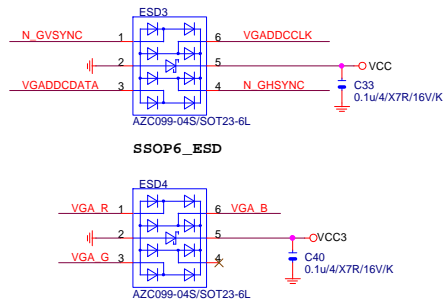 ESD3
N_GVSYNC 1 6 VGADDCCLK
2 5 VCC
VGADDCDATA 3 4 N_GHSYNC
C33
0.1u/4/X7R/16V/K
AZC099-04S/SOT23-6L
SSOP6_ESD
ESD4
VGA_R 1 6 VGA_B
2 5 VCC3
VGA_G 3 4
C40
0.1u/4/X7R/16V/K
AZC099-04S/SOT23-6L